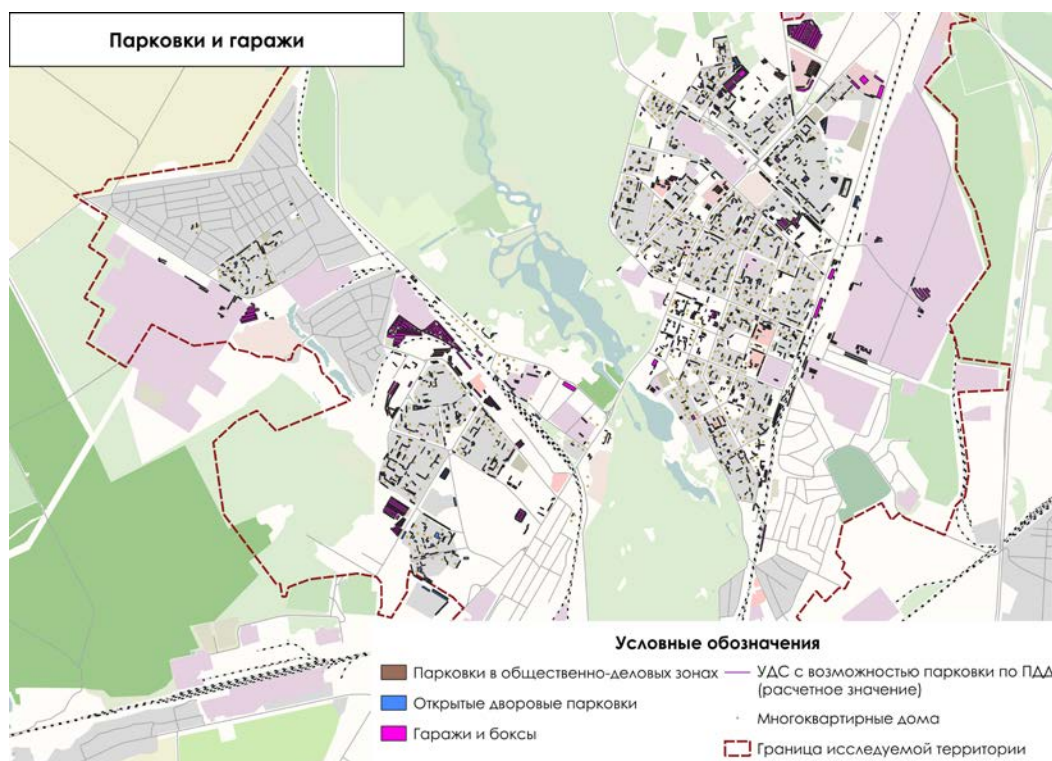 Парковки и гаражи
Условные обозначения
Парковки в общественно-деловых зонах
Открытые дворовые парковки
Гаражи и боксы
УДС с возможностью парковки по ПДД
(расчетное значение)
Многоквартирные дома
Граница исследуемой территории